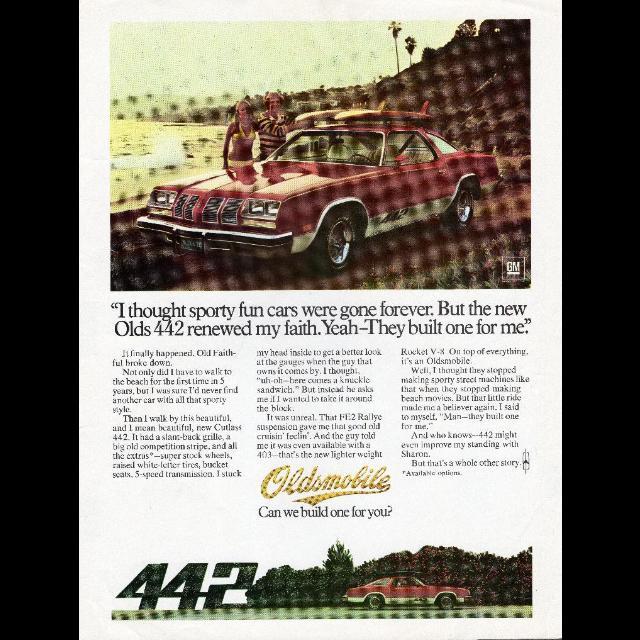 GM
"I thought sporty fun cars were gone forever. But the new
Olds 442 renewed my faith. Yeah-They built one for me."
It finally happened. Old Faith-
ful broke down.
Not only did I have to walk to
the beach for the first time in 5
years, but I was sure I'd never find
another car with all that sporty
style.
Then I walk by this beautiful,
and I mean beautiful, new Cutlass
442. It had a slant-back grille, a
big old competition stripe, and all
the extras*—super stock wheels,
raised white-letter tires, bucket
seats, 5-speed transmission. I stuck
my head inside to get a better look
at the gauges when the guy that
owns it comes out. I thought,
"uh-oh—here comes a knuckle
sandwich." But instead he asks
me if I wanted to take it around
the block.
It was unreal. That FE2 Rallye
suspension gave me that good old
cruisin' feelin'. And the guy told
me it was even available with a
403—that's the new lighter weight
Rocket V-8. On top of everything,
it's an Oldsmobile.
Well, I thought they stopped
making sporty street machines like
that when they stopped making
beach movies. But that little ride
made me a believer again. I said
to myself, "Man—they built one
for me."
And who knows—442 might
even improve my standing with
Sharon.
But that's a whole other story.
*Available options.
Oldsmobile
Can we build one for you?
442